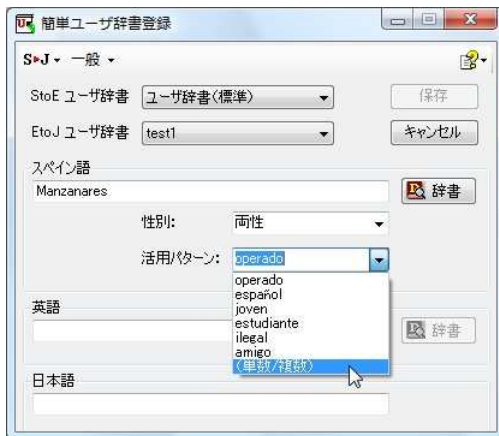 簡単ユーザ辞書登録
S▶J 一般
StoE ユーザ辞書 ユーザ辞書(標準) 保存
EtoJ ユーザ辞書 test1 キャンセル
スペイン語
Manzanares 辞書
性別: 両性
活用パターン: operado
operado
español
joven
estudiante
ilegal
amigo
(単数/複数)
英語
辞書
日本語